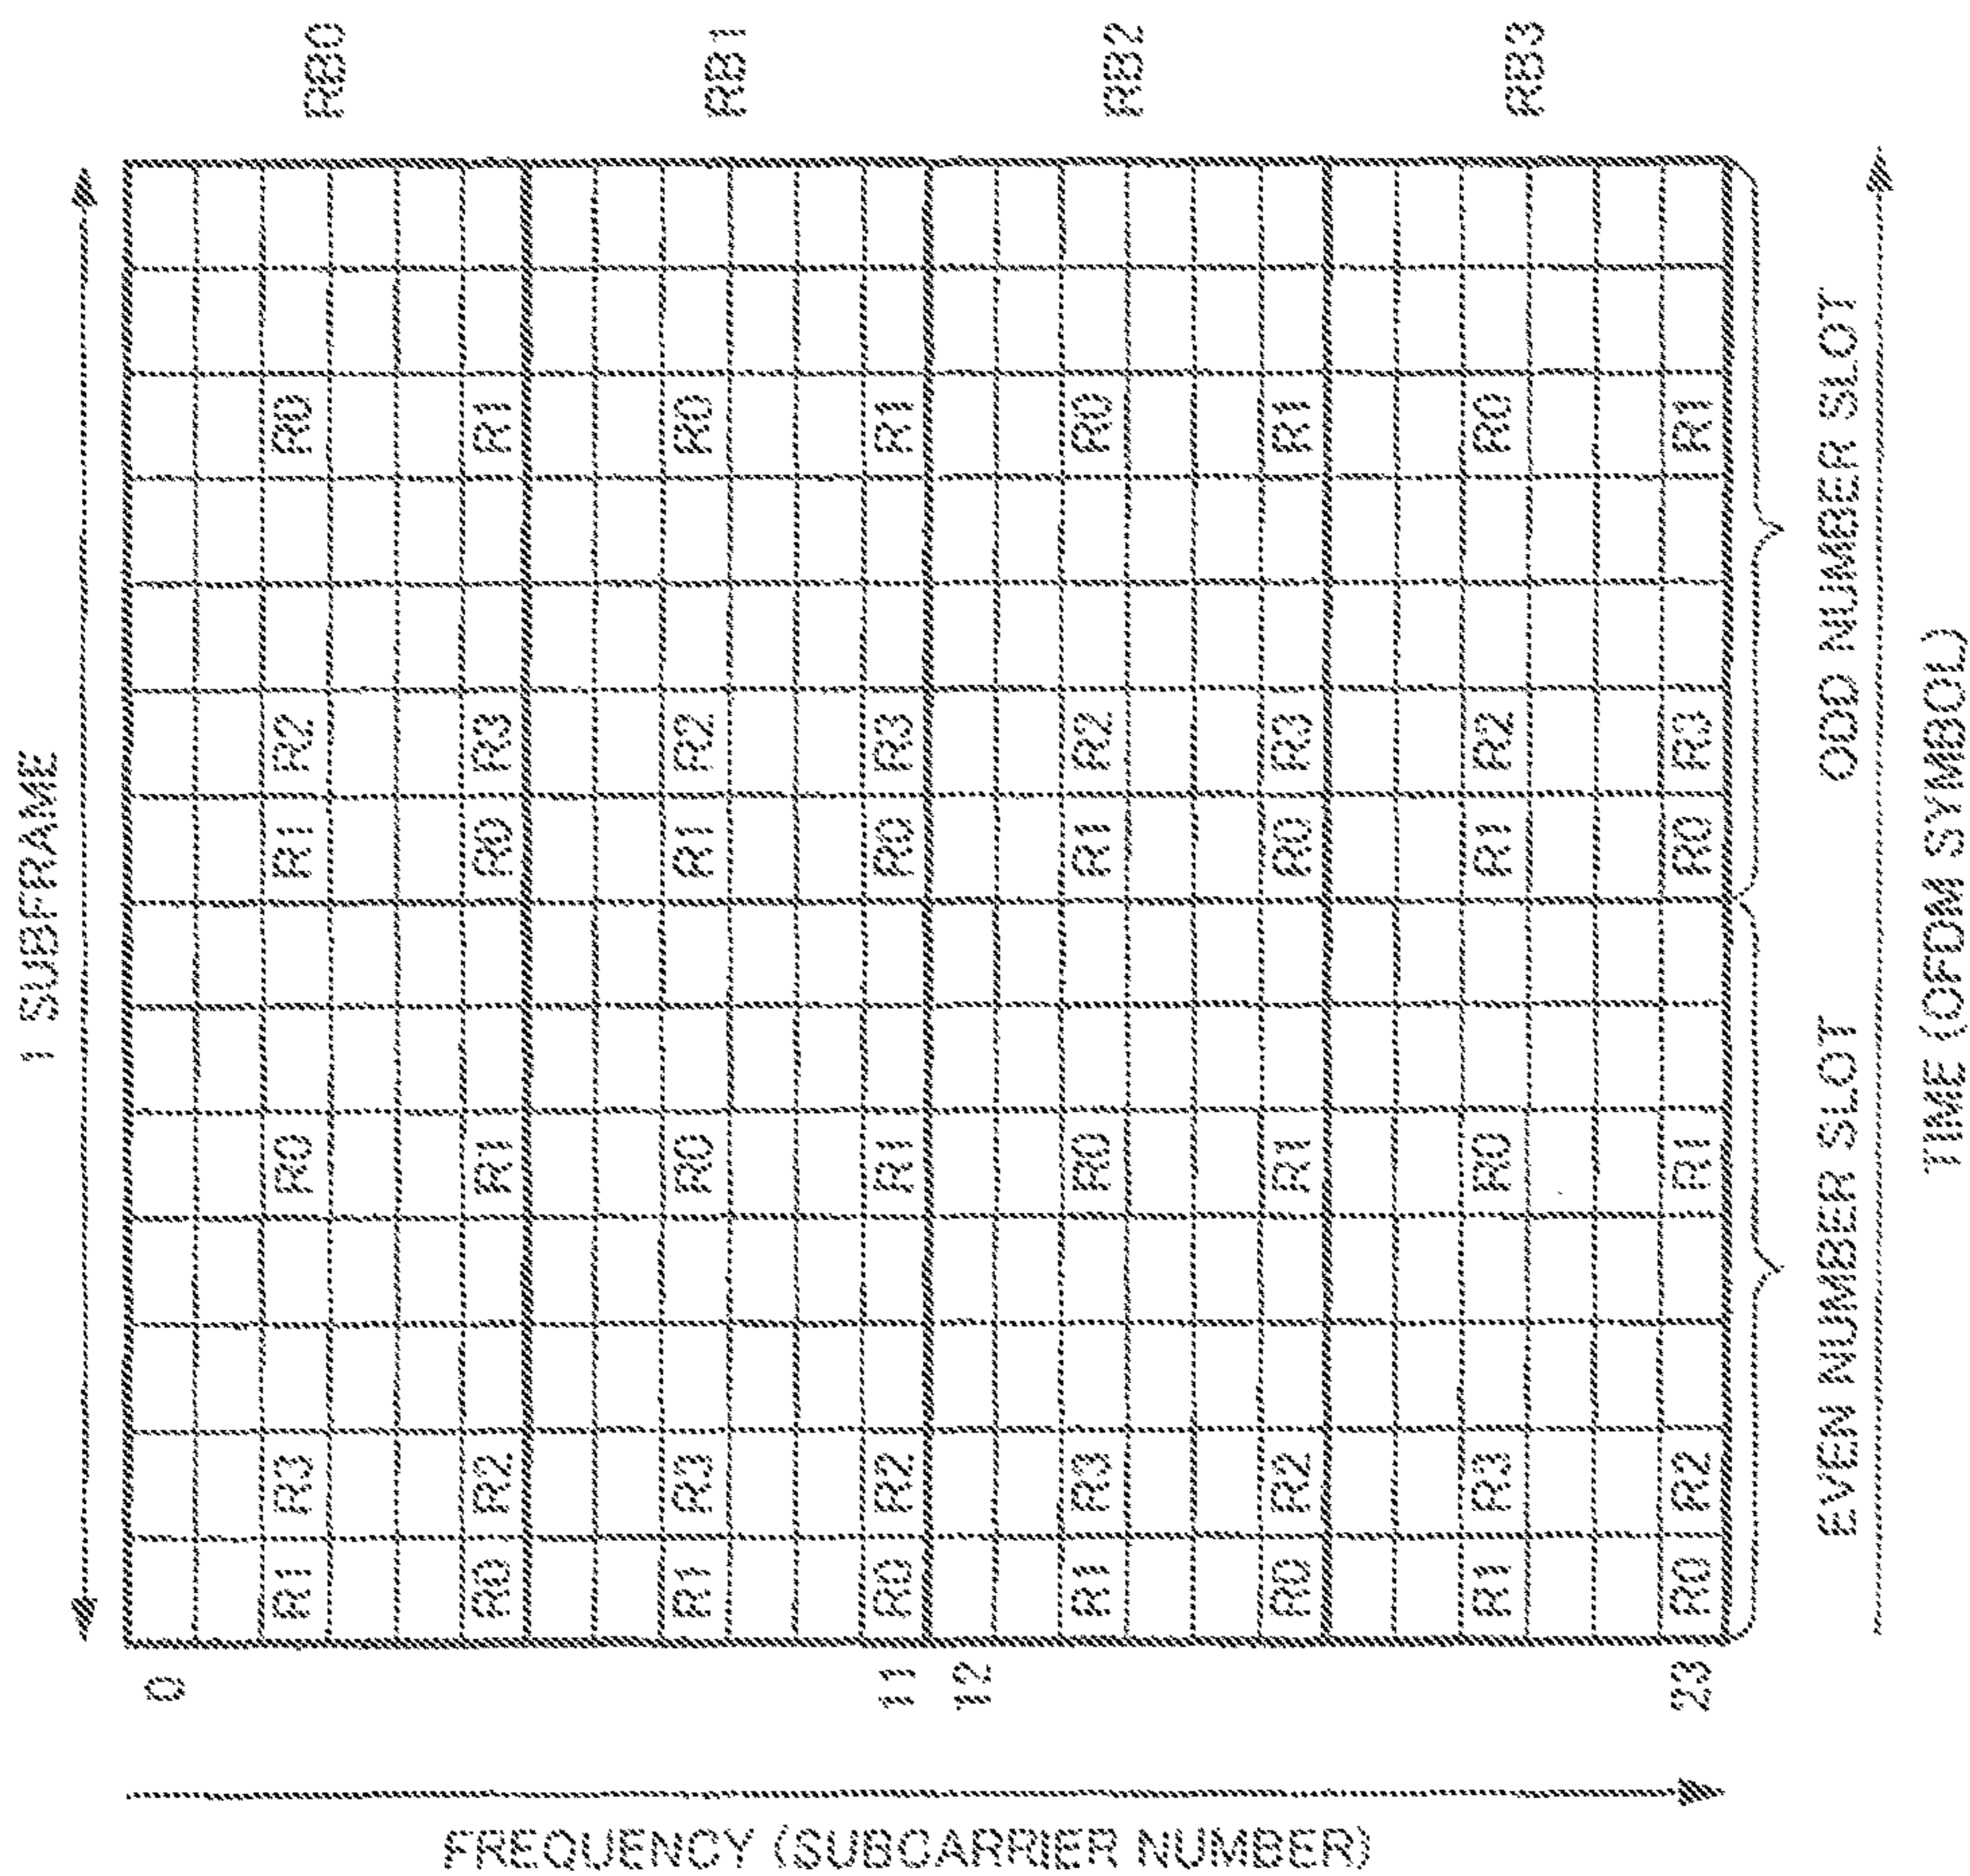 1 SUBFRAME
0
R1 R3 R0 R1 R2 R0
RB0
R0 R2 R1 R0 R3 R1
R1 R3 R0 R1 R2 R0
RB1
11 R0 R2 R1 R0 R3 R1
12
R1 R3 R0 R1 R2 R0
RB2
R0 R2 R1 R0 R3 R1
R1 R3 R0 R1 R2 R0
RB3
23 R0 R2 R1 R0 R3 R1
FREQUENCY (SUBCARRIER NUMBER)
EVEN NUMBER SLOT
ODD NUMBER SLOT
TIME (OFDM SYMBOL)